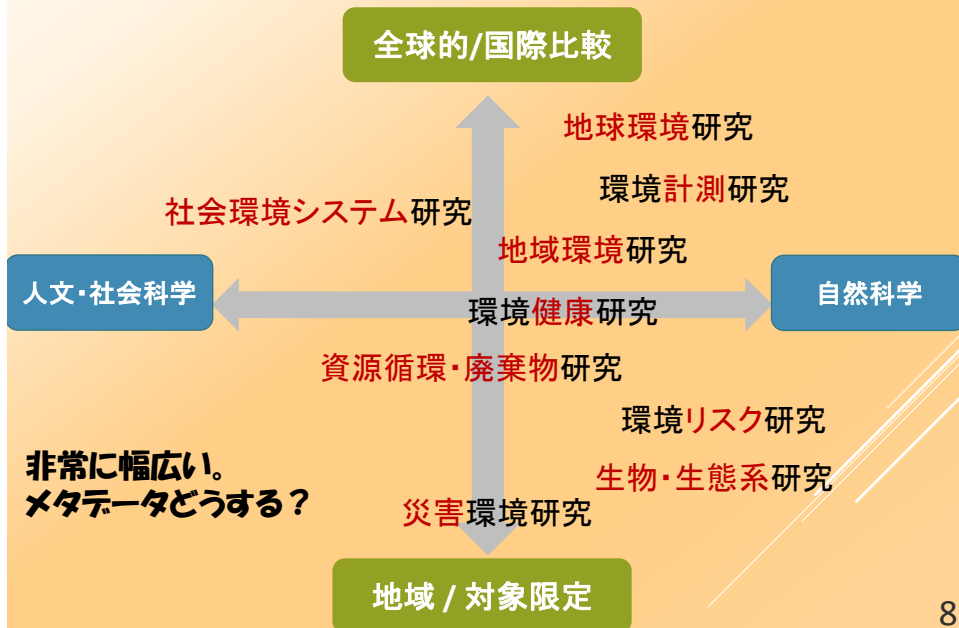 全球的/国際比較
地球環境研究
環境計測研究
社会環境システム研究
地域環境研究
人文・社会科学
自然科学
環境健康研究
資源循環・廃棄物研究
環境リスク研究
非常に幅広い。
メタデータどうする？
生物・生態系研究
災害環境研究
地域 / 対象限定
8